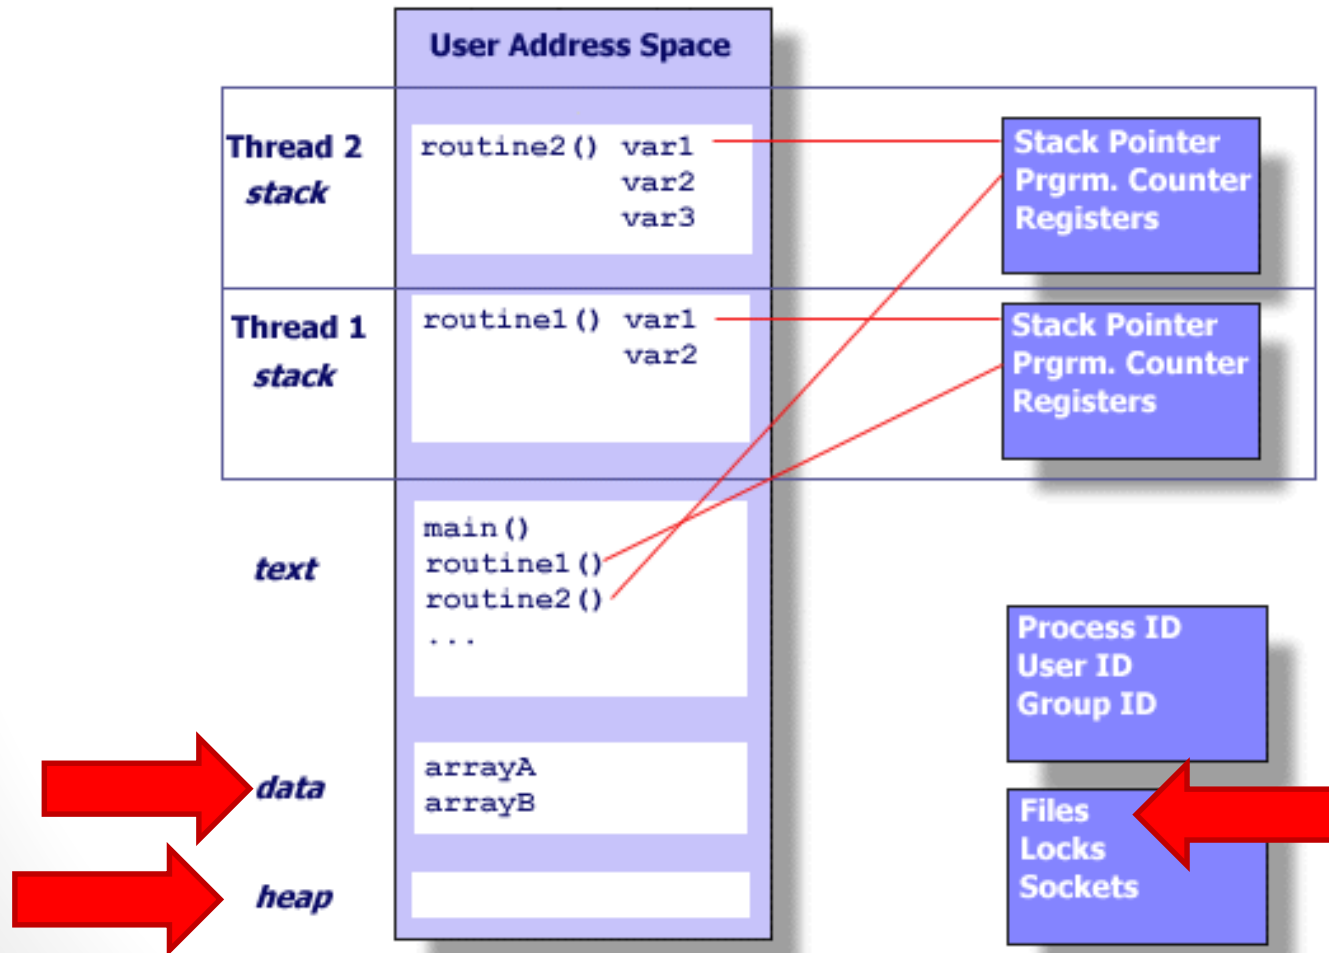 User Address Space
Thread 2
stack
routine2() var1
var2
var3
Stack Pointer
Prgrm. Counter
Registers
Thread 1
stack
routine1() var1
var2
Stack Pointer
Prgrm. Counter
Registers
text
main()
routine1()
routine2()
...
Process ID
User ID
Group ID
data
arrayA
arrayB
Files
Locks
Sockets
heap